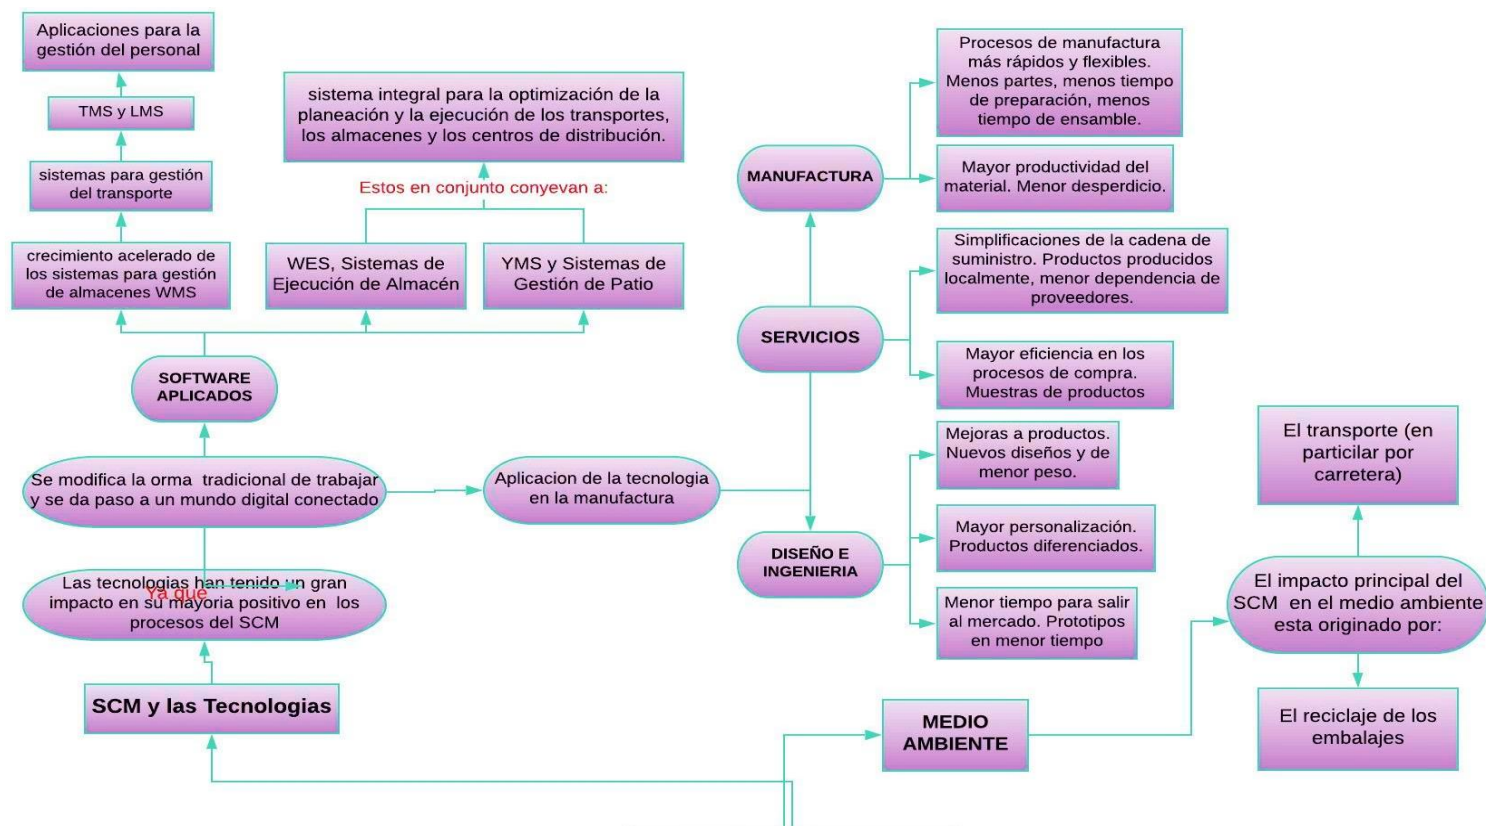 Aplicaciones para la
gestión del personal
TMS y LMS
sistemas para gestión
del transporte
crecimiento acelerado de
los sistemas para gestión
de almacenes WMS
sistema integral para la optimización de la
planeación y la ejecución de los transportes,
los almacenes y los centros de distribución.
Estos en conjunto conyevan a:
WES, Sistemas de
Ejecución de Almacén
YMS y Sistemas de
Gestión de Patio
SOFTWARE
APLICADOS
Se modifica la orma tradicional de trabajar
y se da paso a un mundo digital conectado
Aplicacion de la tecnologia
en la manufactura
Las tecnologias han tenido un gran
impacto en su mayoria positivo en los
procesos del SCM
Ya que
SCM y las Tecnologias
MANUFACTURA
Procesos de manufactura
más rápidos y flexibles.
Menos partes, menos tiempo
de preparación, menos
tiempo de ensamble.
Mayor productividad del
material. Menor desperdicio.
SERVICIOS
Simplificaciones de la cadena de
suministro. Productos producidos
localmente, menor dependencia de
proveedores.
Mayor eficiencia en los
procesos de compra.
Muestras de productos
DISEÑO E
INGENIERIA
Mejoras a productos.
Nuevos diseños y de
menor peso.
Mayor personalización.
Productos diferenciados.
Menor tiempo para salir
al mercado. Prototipos
en menor tiempo
MEDIO
AMBIENTE
El transporte (en
particilar por
carretera)
El impacto principal del
SCM en el medio ambiente
esta originado por:
El reciclaje de los
embalajes